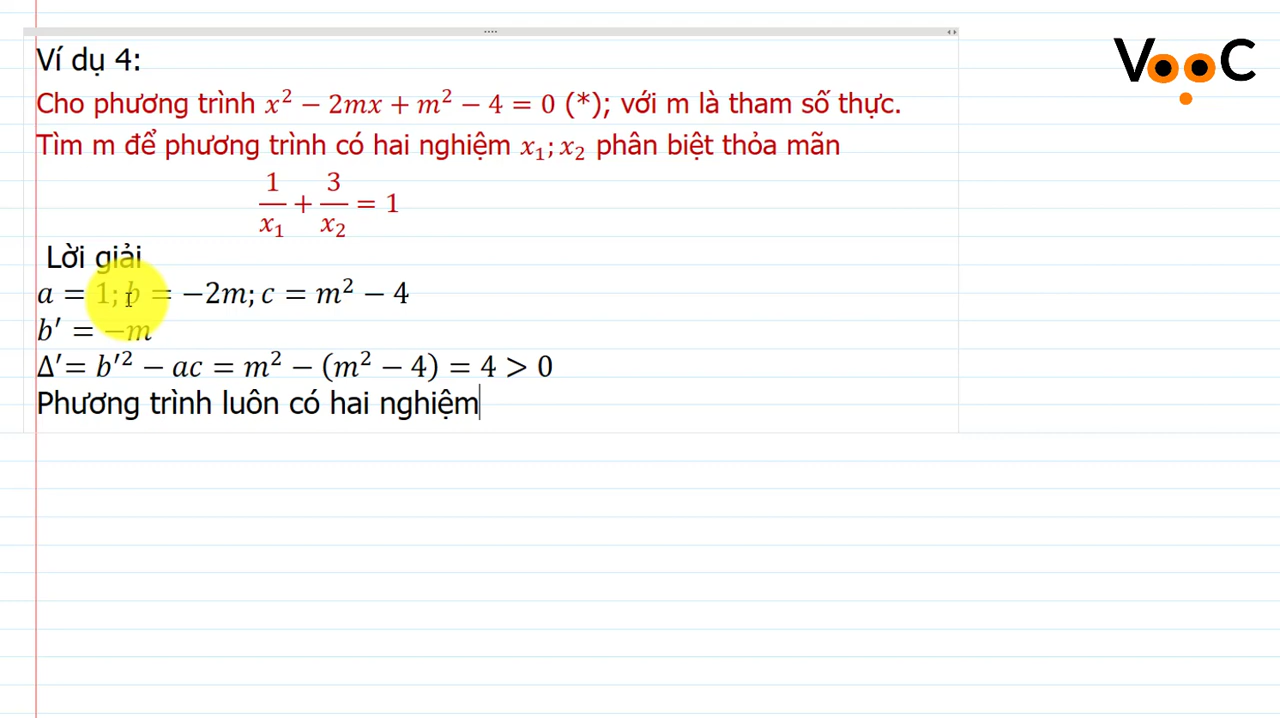 VooC
Ví dụ 4:
Cho phương trình x² − 2mx + m² − 4 = 0 (*); với m là tham số thực.
Tìm m để phương trình có hai nghiệm x₁; x₂ phân biệt thỏa mãn
1/x₁ + 3/x₂ = 1
Lời giải
a = 1; b = −2m; c = m² − 4
b′ = −m
Δ′= b′² − ac = m² − (m² − 4) = 4 > 0
Phương trình luôn có hai nghiệm